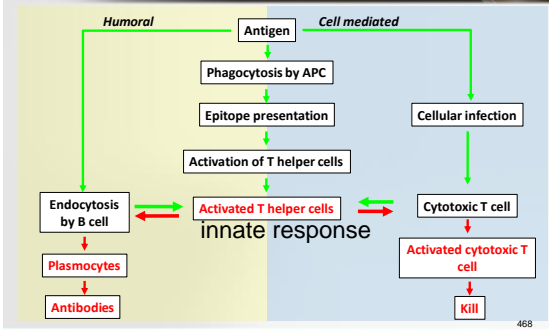 Humoral
Antigen
Cell mediated
Phagocytosis by APC
Epitope presentation
Cellular infection
Activation of T helper cells
Endocytosis
by B cell
Activated T helper cells
Cytotoxic T cell
innate response
Plasmocytes
Activated cytotoxic T
cell
Antibodies
Kill
468